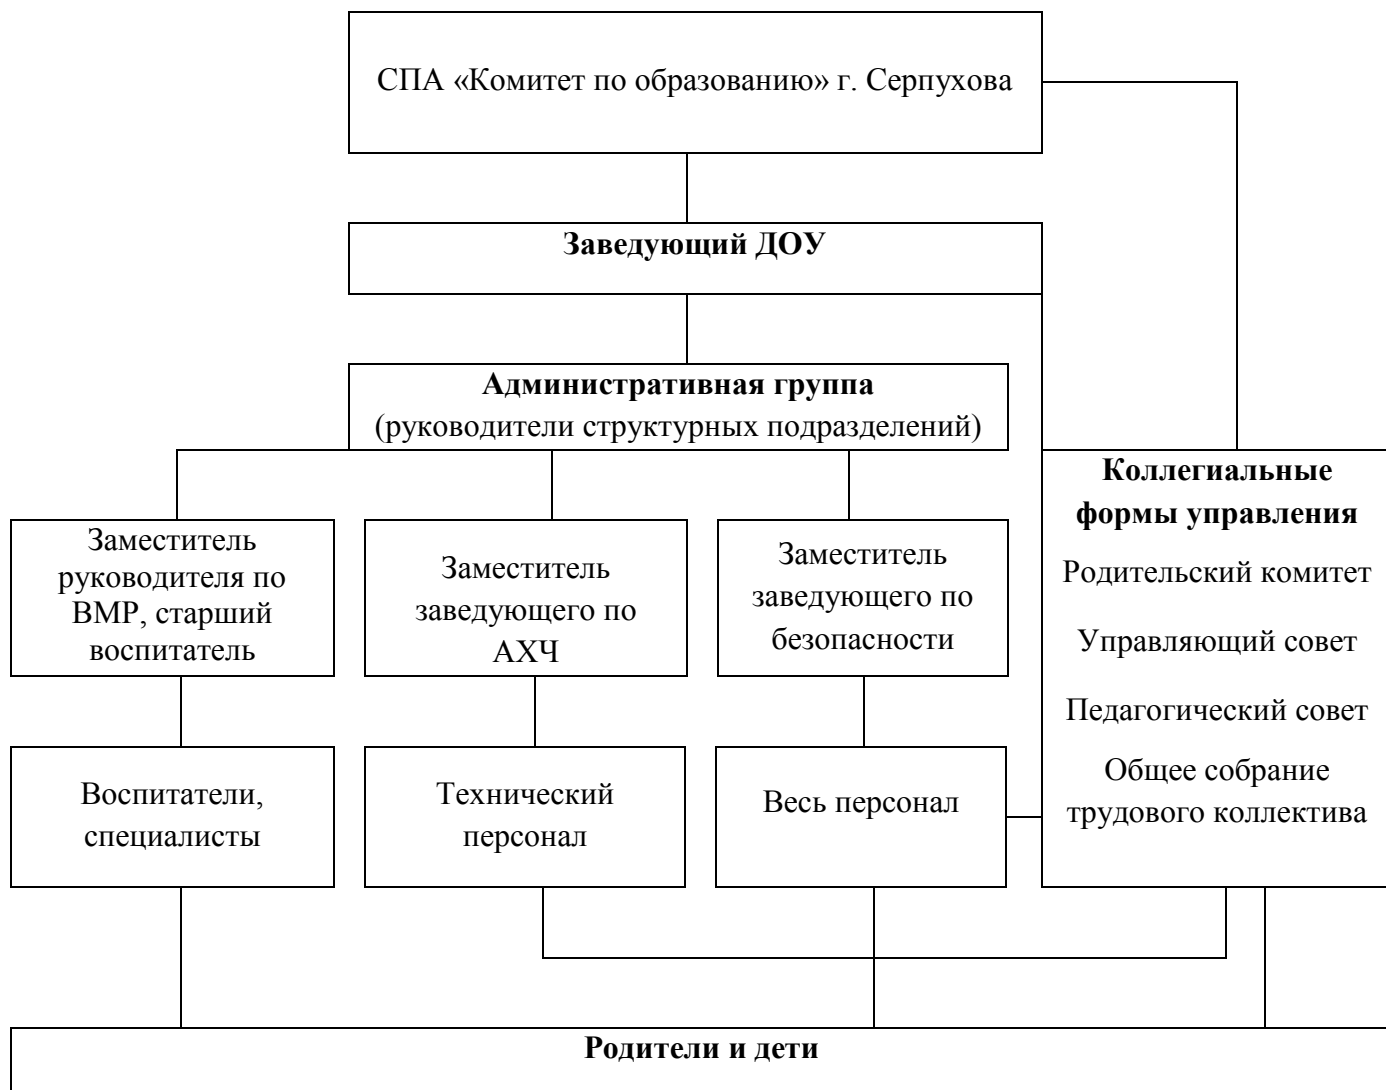 СПА «Комитет по образованию» г. Серпухова
Заведующий ДОУ
Административная группа
(руководители структурных подразделений)
Заместитель
руководителя по
ВМР, старший
воспитатель
Заместитель
заведующего по
АХЧ
Заместитель
заведующего по
безопасности
Коллегиальные
формы управления
Родительский комитет
Управляющий совет
Педагогический совет
Общее собрание
трудового коллектива
Воспитатели,
специалисты
Технический
персонал
Весь персонал
Родители и дети